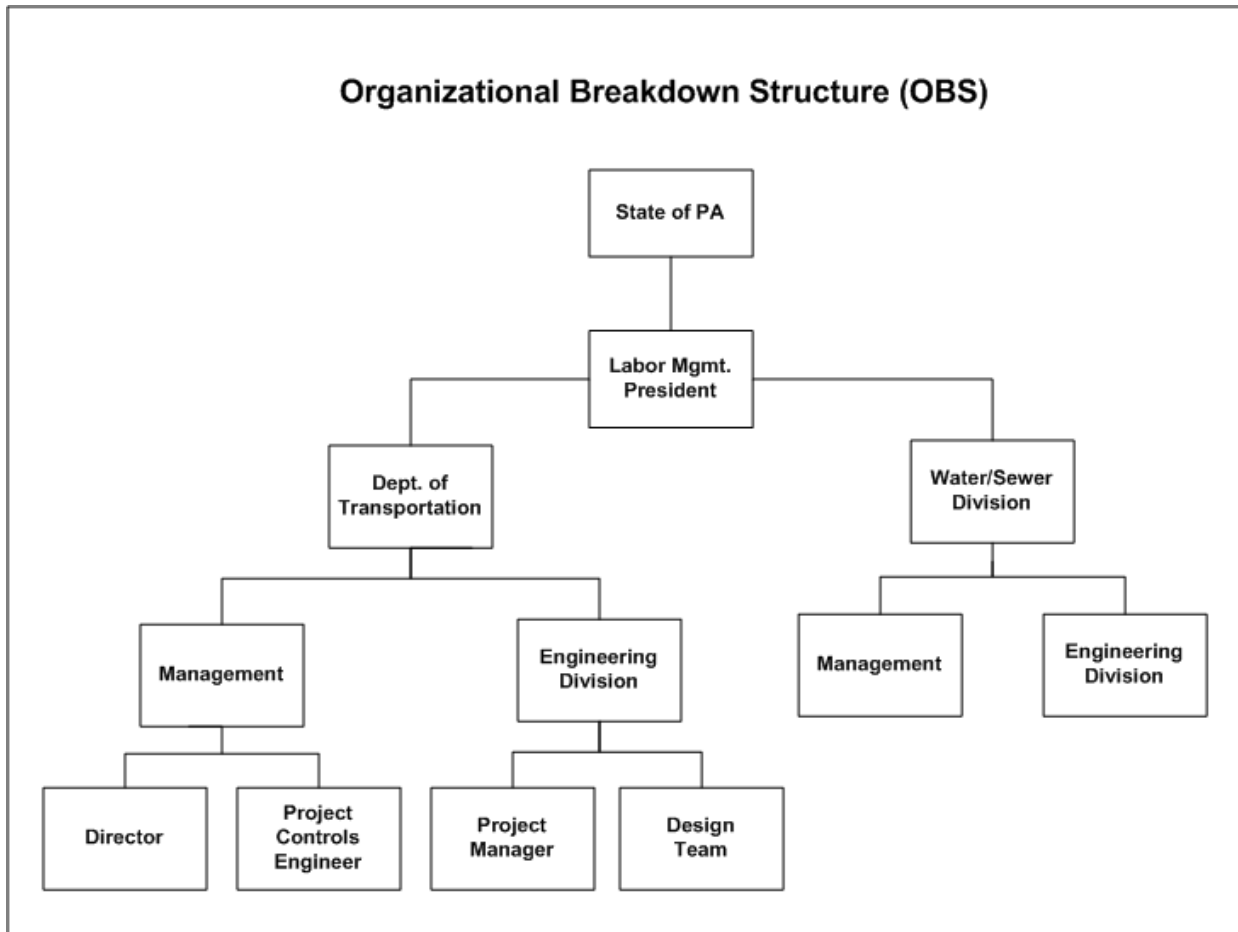 Organizational Breakdown Structure (OBS)
State of PA
Labor Mgmt.
President
Dept. of
Transportation
Water/Sewer
Division
Management
Engineering
Division
Management
Engineering
Division
Director
Project
Controls
Engineer
Project
Manager
Design
Team